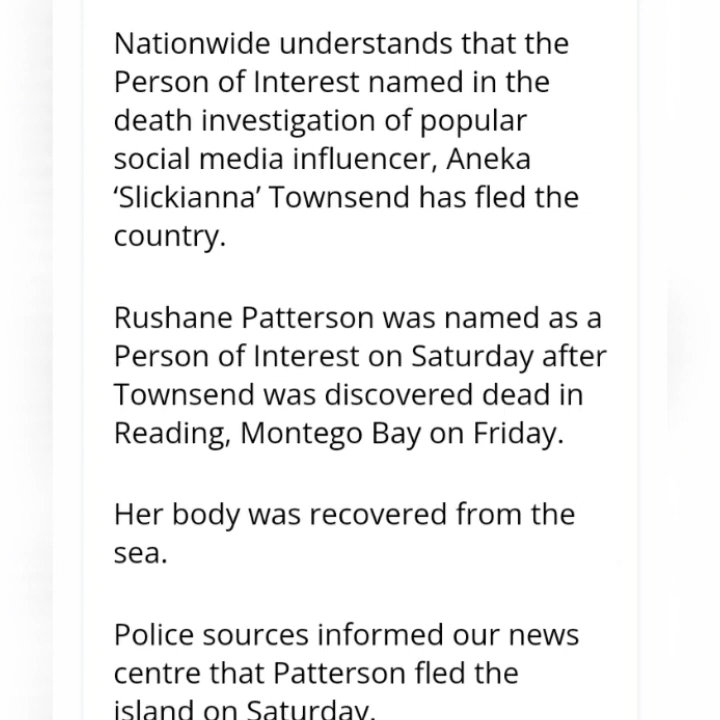 Nationwide understands that the
Person of Interest named in the
death investigation of popular
social media influencer, Aneka
‘Slickianna’ Townsend has fled the
country.
Rushane Patterson was named as a
Person of Interest on Saturday after
Townsend was discovered dead in
Reading, Montego Bay on Friday.
Her body was recovered from the
sea.
Police sources informed our news
centre that Patterson fled the
island on Saturday.